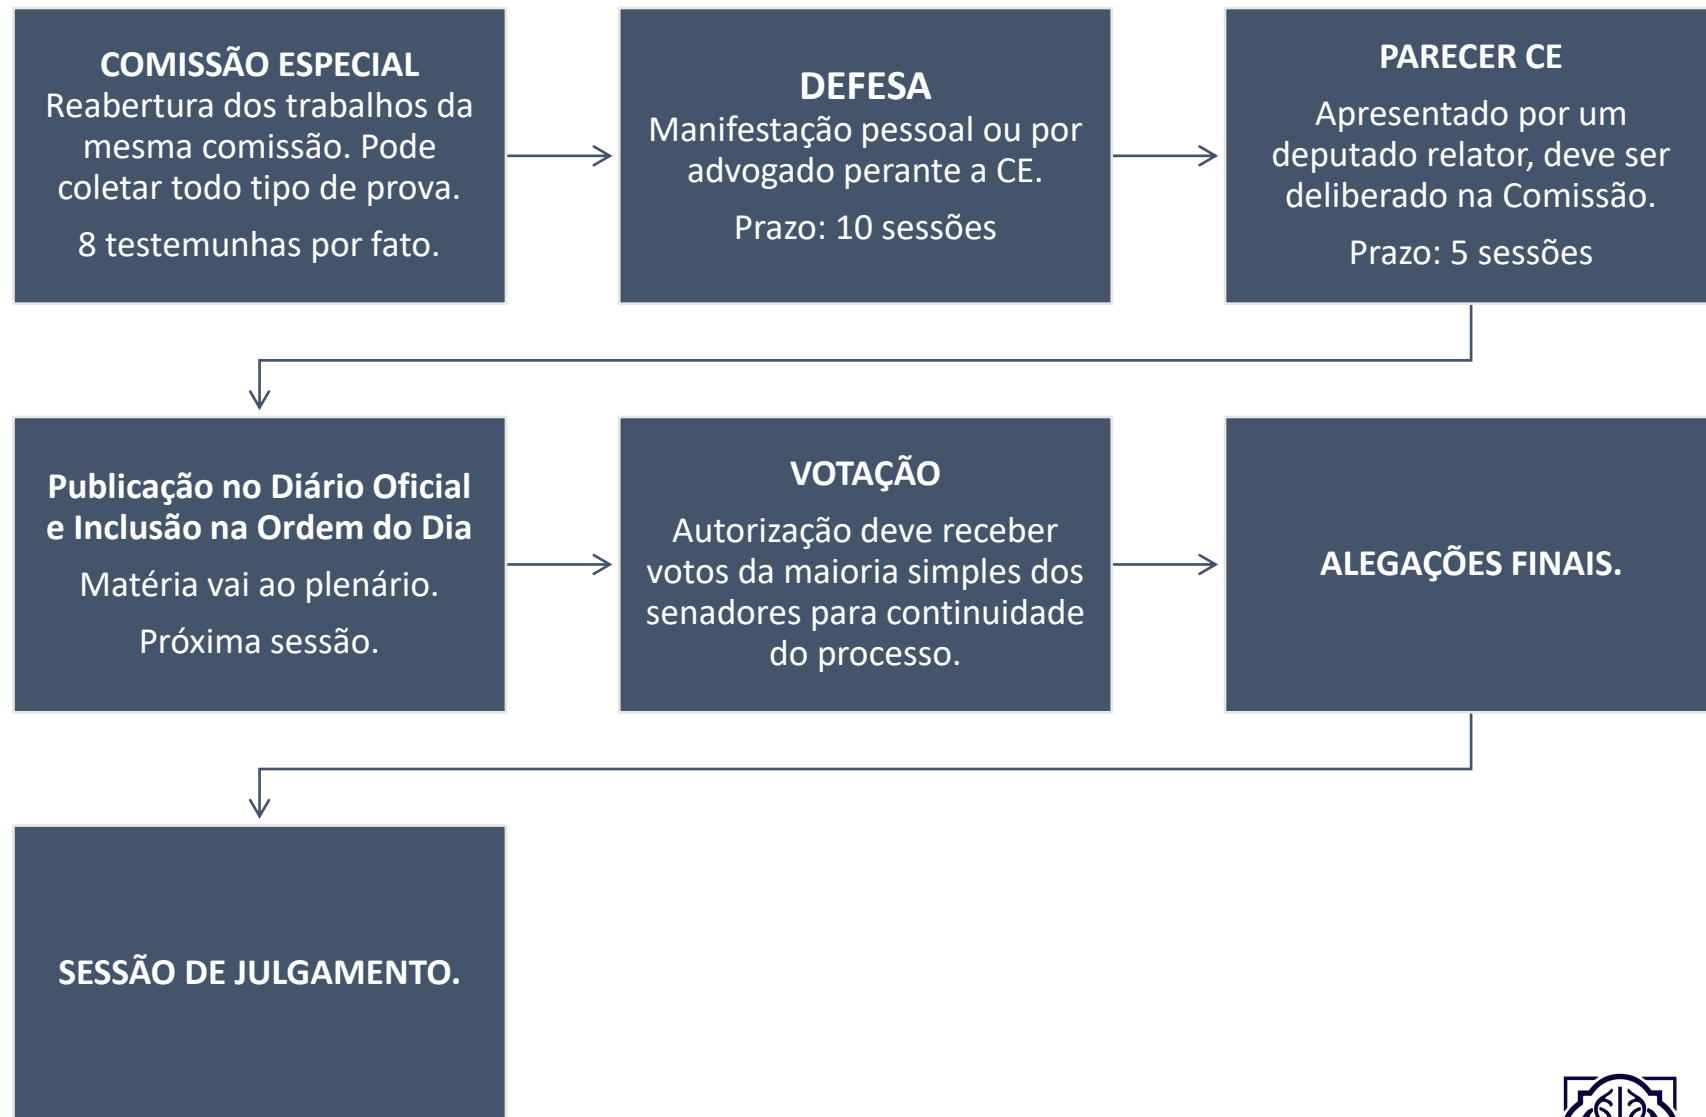 COMISSÃO ESPECIAL
Reabertura dos trabalhos da
mesma comissão. Pode
coletar todo tipo de prova.
8 testemunhas por fato.
DEFESA
Manifestação pessoal ou por
advogado perante a CE.
Prazo: 10 sessões
PARECER CE
Apresentado por um
deputado relator, deve ser
deliberado na Comissão.
Prazo: 5 sessões
Publicação no Diário Oficial
e Inclusão na Ordem do Dia
Matéria vai ao plenário.
Próxima sessão.
VOTAÇÃO
Autorização deve receber
votos da maioria simples dos
senadores para continuidade
do processo.
ALEGAÇÕES FINAIS.
SESSÃO DE JULGAMENTO.